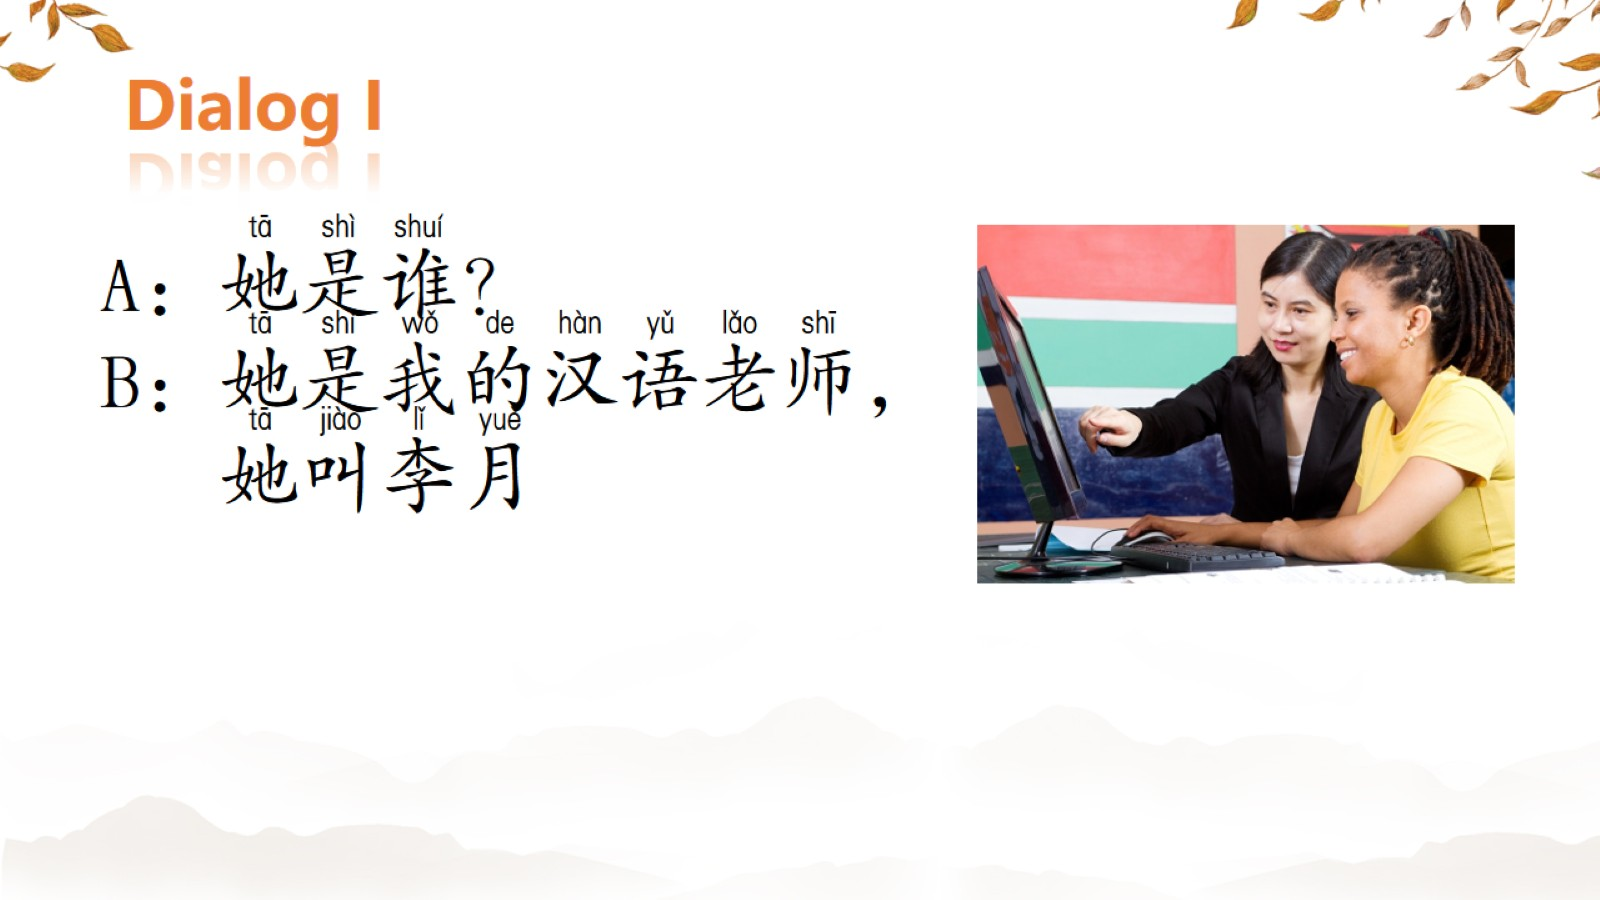 Dialog I
tā shì shuí
A：她是谁？
tā shì wǒ de hàn yǔ lǎo shī
B：她是我的汉语老师，
tā jiào lǐ yuè
她叫李月